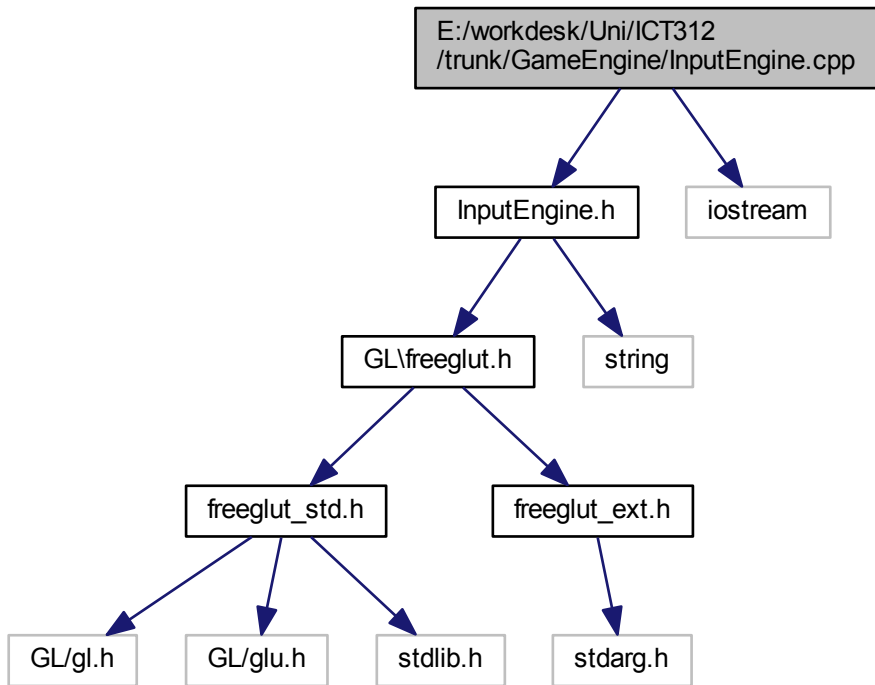 E:/workdesk/Uni/ICT312
/trunk/GameEngine/InputEngine.cpp
InputEngine.h
iostream
GL\freeglut.h
string
freeglut_std.h
freeglut_ext.h
GL/gl.h
GL/glu.h
stdlib.h
stdarg.h